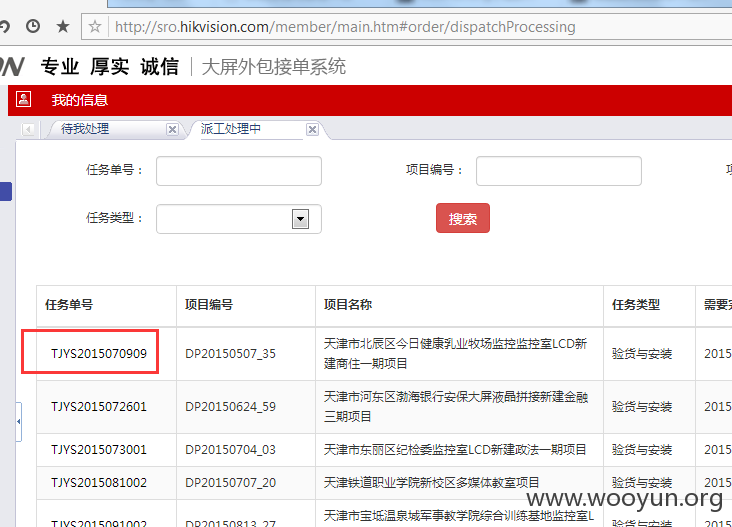 http://sro.hikvision.com/member/main.htm#order/dispatchProcessing
专业 厚实 诚信 大屏外包接单系统
我的信息
待我处理 派工处理中
任务单号： 项目编号：
任务类型： 搜索
任务单号 项目编号 项目名称 任务类型 需要完
TJYS2015070909 DP20150507_35 天津市北辰区今日健康乳业牧场监控监控室LCD新 验货与安装 2015
建商住一期项目
TJYS2015072601 DP20150624_59 天津市河东区渤海银行安保大屏液晶拼接新建金融 验货与安装 2015
三期项目
TJYS2015073001 DP20150704_03 天津市东丽区纪检委监控室LCD新建政法一期项目 验货与安装 2015
TJYS2015081002 DP20150707_20 天津铁道职业学院新校区多媒体教室项目 验货与安装 2015
TJYS2015091002 DP20150813_27 天津市宝坻温泉城军事教学院综合训练基地监控室L 验货与安装 2015
www.wooyun.org